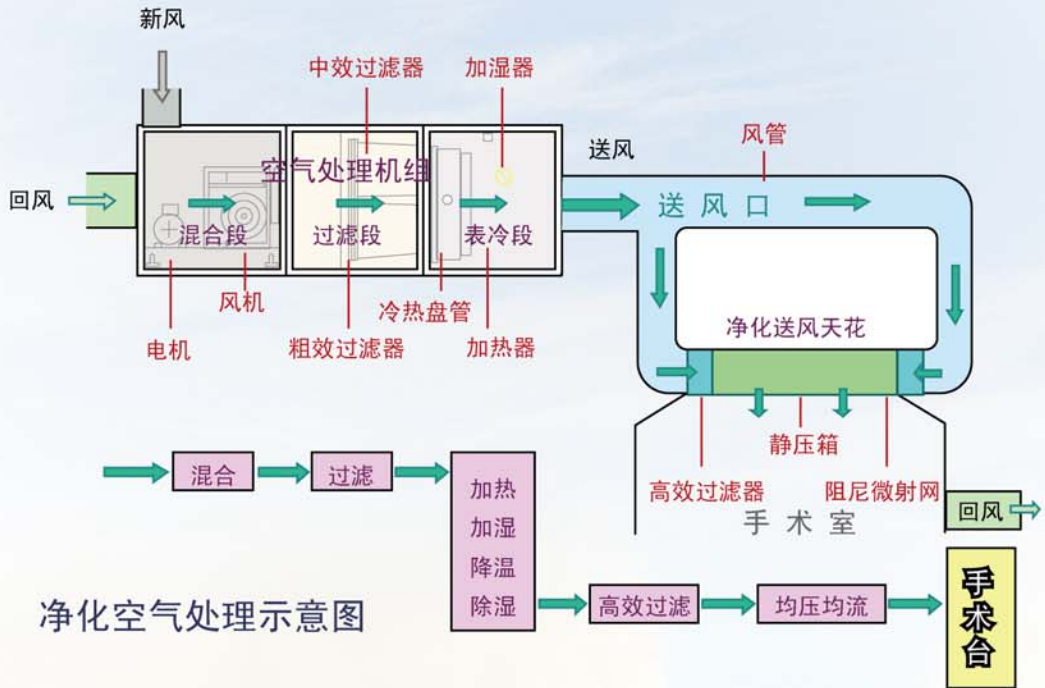 新风
中效过滤器
加湿器
风管
送风
空气处理机组
回风
送风口
混合段
过滤段
表冷段
风机
冷热盘管
净化送风天花
电机
粗效过滤器
加热器
静压箱
高效过滤器
阻尼微射网
手术室
回风
混合
过滤
加热
加湿
降温
除湿
高效过滤
均压均流
手术台
净化空气处理示意图